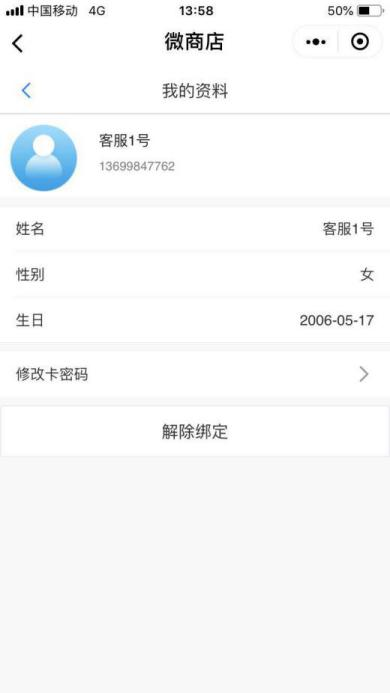 中国移动 4G 13:58 50%
微商店
我的资料
客服1号
13699847762
姓名 客服1号
性别 女
生日 2006-05-17
修改卡密码
解除绑定